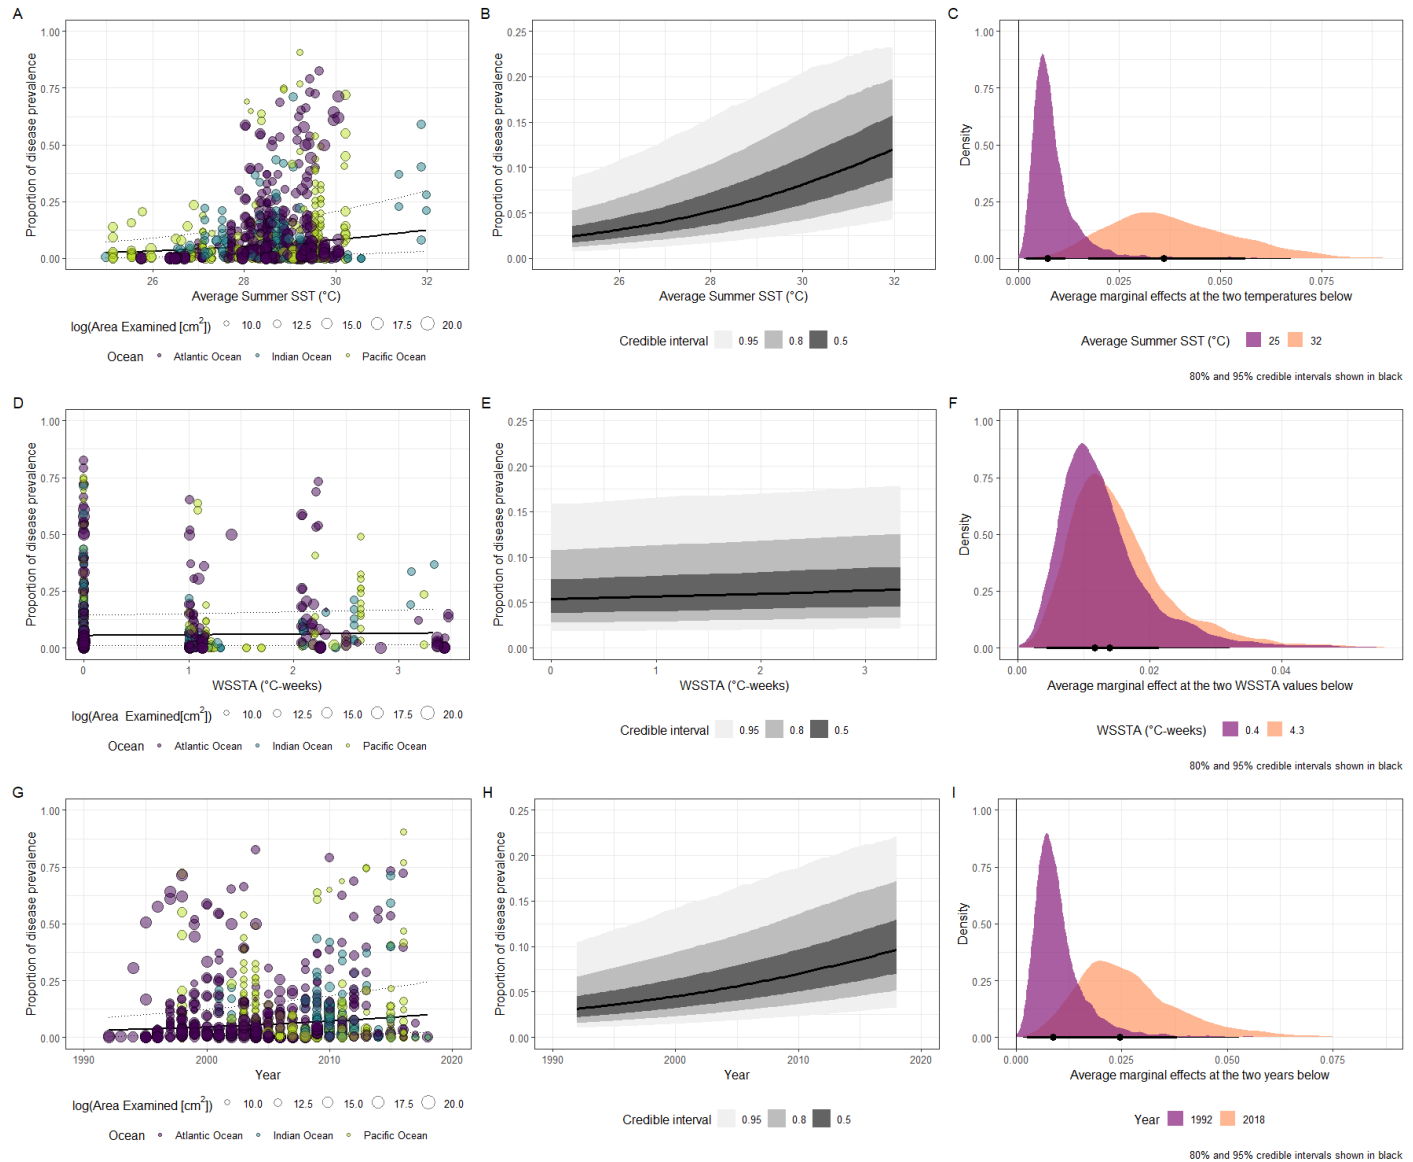 A
Proportion of disease prevalence
1.00
0.75
0.50
0.25
0.00
26
28
30
32
Average Summer SST (°C)
log(Area Examined [cm2]) 10.0 12.5 15.0 17.5 20.0
Ocean Atlantic Ocean Indian Ocean Pacific Ocean
B
Proportion of disease prevalence
0.25
0.20
0.15
0.10
0.05
0.00
26
28
30
32
Average Summer SST (°C)
Credible interval 0.95 0.8 0.5
C
Density
1.00
0.75
0.50
0.25
0.00
0.000
0.025
0.050
0.075
Average marginal effects at the two temperatures below
Average Summer SST (°C) 25 32
80% and 95% credible intervals shown in black
D
Proportion of disease prevalence
1.00
0.75
0.50
0.25
0.00
0
1
2
3
WSSTA (°C-weeks)
log(Area Examined[cm2]) 10.0 12.5 15.0 17.5 20.0
Ocean Atlantic Ocean Indian Ocean Pacific Ocean
E
Proportion of disease prevalence
0.25
0.20
0.15
0.10
0.05
0.00
0
1
2
3
WSSTA (°C-weeks)
Credible interval 0.95 0.8 0.5
F
Density
1.00
0.75
0.50
0.25
0.00
0.00
0.02
0.04
Average marginal effect at the two WSSTA values below
WSSTA (°C-weeks) 0.4 4.3
80% and 95% credible intervals shown in black
G
Proportion of disease prevalence
1.00
0.75
0.50
0.25
0.00
1990
2000
2010
2020
Year
log(Area Examined [cm2]) 10.0 12.5 15.0 17.5 20.0
Ocean Atlantic Ocean Indian Ocean Pacific Ocean
H
Proportion of disease prevalence
0.25
0.20
0.15
0.10
0.05
0.00
1990
2000
2010
2020
Year
Credible interval 0.95 0.8 0.5
I
Density
1.00
0.75
0.50
0.25
0.00
0.000
0.025
0.050
0.075
Average marginal effects at the two years below
Year 1992 2018
80% and 95% credible intervals shown in black